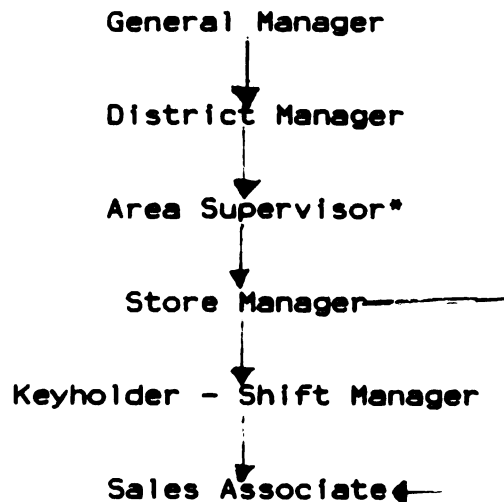 General Manager
District Manager
Area Supervisor*
Store Manager
Keyholder - Shift Manager
Sales Associate